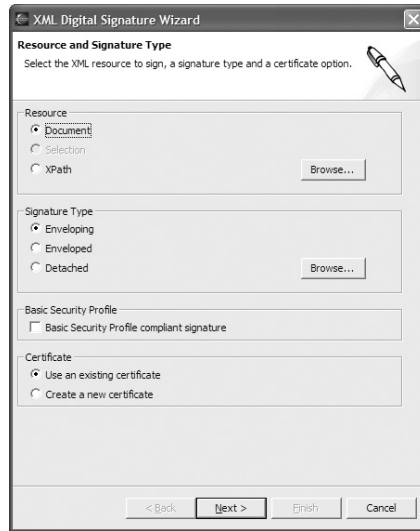 XML Digital Signature Wizard
Resource and Signature Type
Select the XML resource to sign, a signature type and a certificate option.
Resource
Document
Selection
XPath
Browse...
Signature Type
Enveloping
Enveloped
Detached
Browse...
Basic Security Profile
Basic Security Profile compliant signature
Certificate
Use an existing certificate
Create a new certificate
< Back Next > Finish Cancel